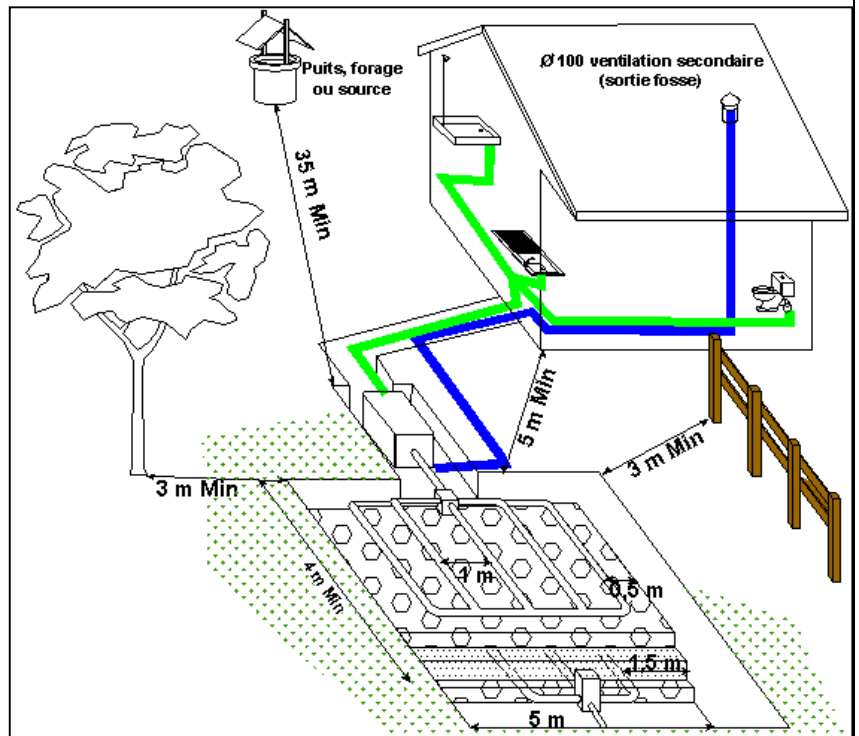 Puits, forage
ou source
Ø 100 ventilation secondaire
(sortie fosse)
35 m Min
5 m Min
3 m Min
3 m Min
4 m Min
1 m
0,5 m
1,5 m
5 m